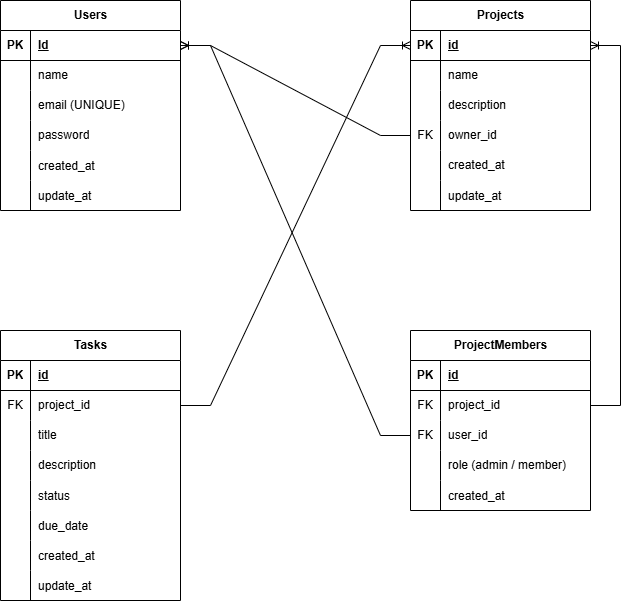 Users
PK Id
name
email (UNIQUE)
password
created_at
update_at
Projects
PK id
name
description
FK owner_id
created_at
update_at
Tasks
PK id
FK project_id
title
description
status
due_date
created_at
update_at
ProjectMembers
PK id
FK project_id
FK user_id
role (admin / member)
created_at